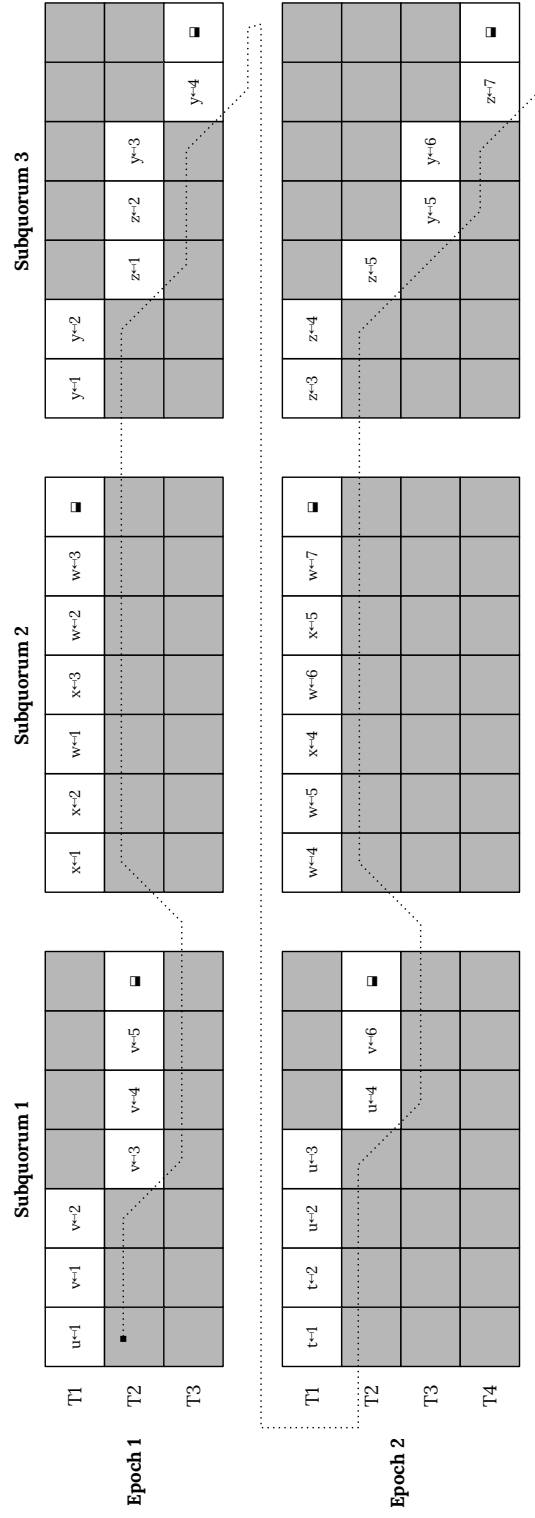 Subquorum 1 Subquorum 2 Subquorum 3
Epoch 1
T1 u←1 v←1 v←2 x←1 x←2 w←1 x←3 w←2 w←3 y←1 y←2
T2 v←3 v←4 v←5 z←1 z←2 y←3
T3 y←4
Epoch 2
T1 t←1 t←2 u←2 u←3 w←4 w←5 x←4 w←6 x←5 w←7 z←3 z←4
T2 u←4 v←6 z←5
T3 y←5 y←6
T4 z←7